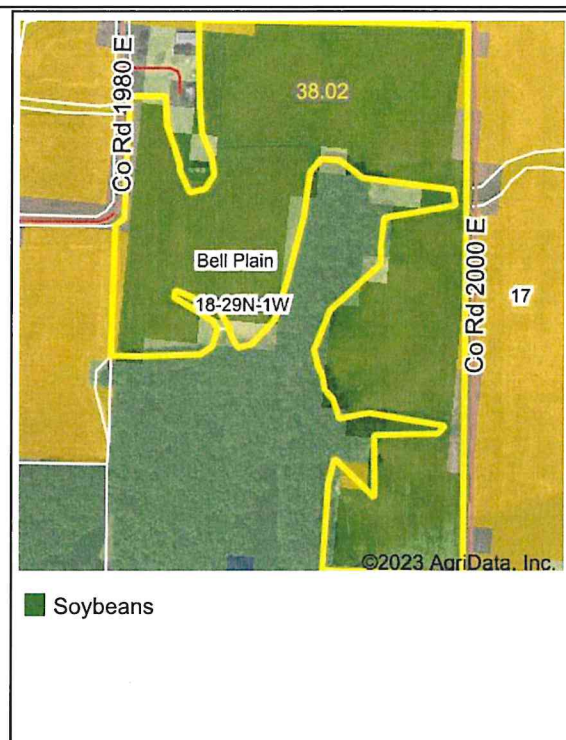 Co Rd 1980 E
38.02
Bell Plain
18-29N-1W
Co Rd 2000 E
17
©2023 AgriData, Inc.
Soybeans